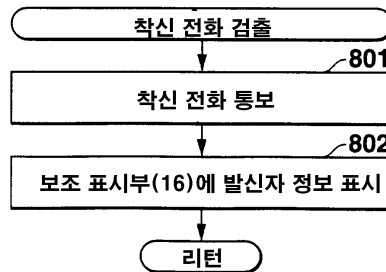 착신 전화 검출
801
착신 전화 통보
802
보조 표시부(16)에 발신자 정보 표시
리턴